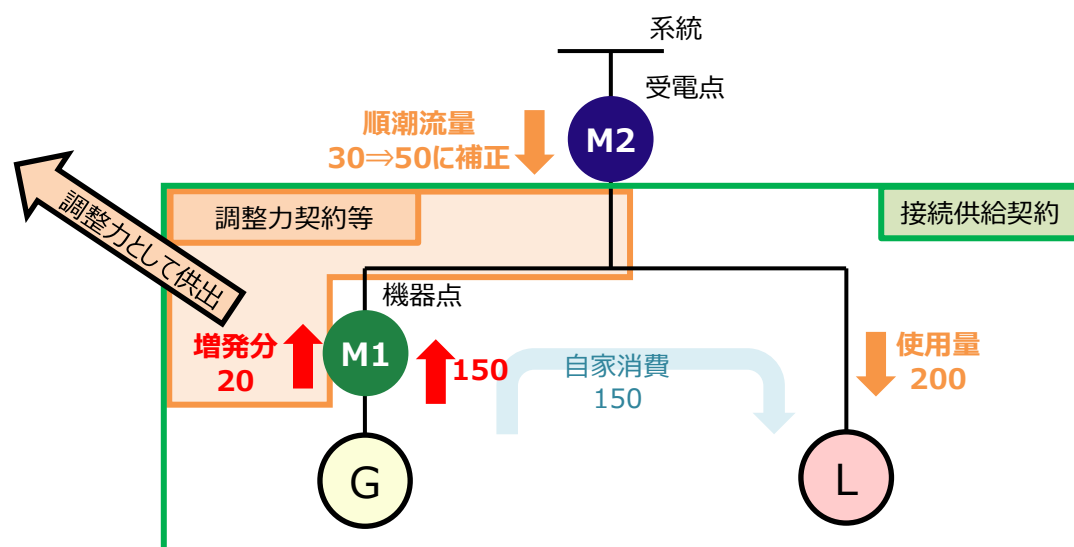 系統
受電点
順潮流量
30⇒50に補正
M2
調整力契約等
接続供給契約
調整力として供出
機器点
増発分
20
M1
150
自家消費
150
使用量
200
G
L